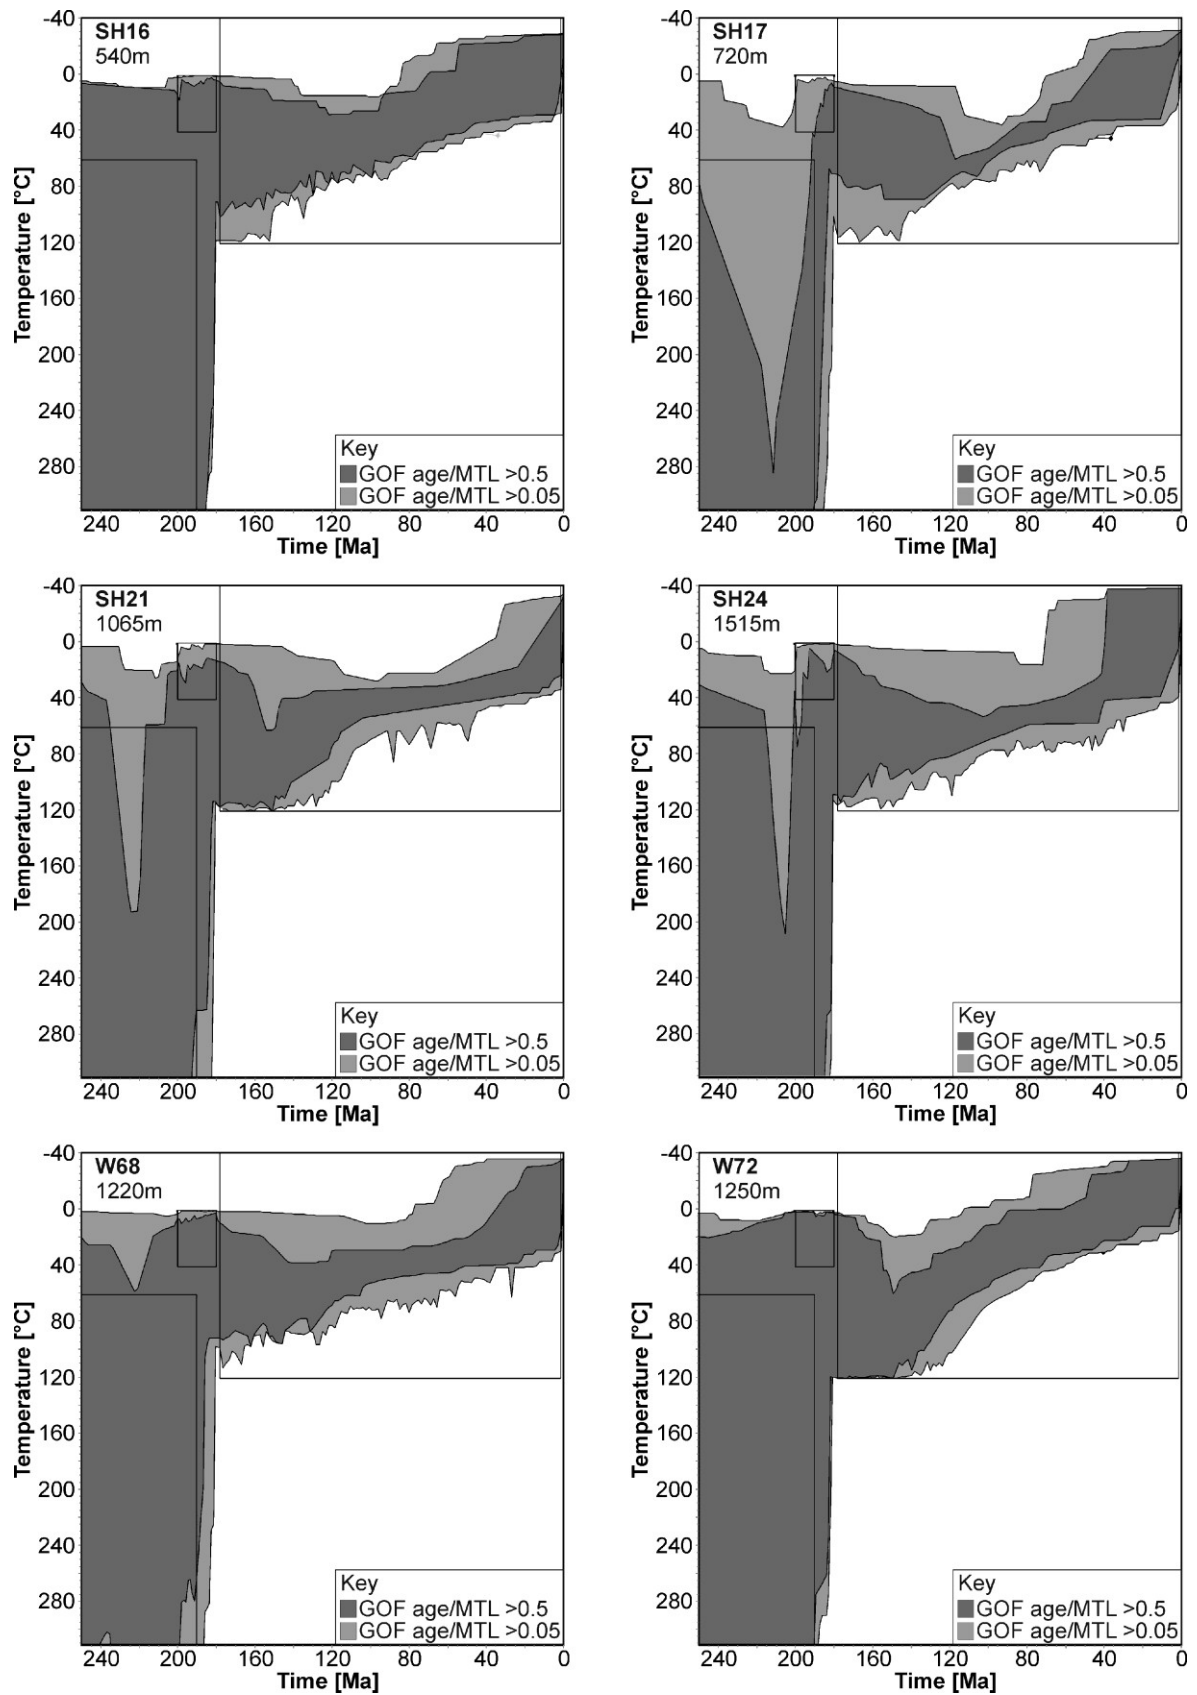 SH16
540m
-40
0
40
80
120
160
200
240
280
Temperature [°C]
Key
GOF age/MTL >0.5
GOF age/MTL >0.05
240 200 160 120 80 40 0
Time [Ma]
SH17
720m
-40
0
40
80
120
160
200
240
280
Temperature [°C]
Key
GOF age/MTL >0.5
GOF age/MTL >0.05
240 200 160 120 80 40 0
Time [Ma]
SH21
1065m
-40
0
40
80
120
160
200
240
280
Temperature [°C]
Key
GOF age/MTL >0.5
GOF age/MTL >0.05
240 200 160 120 80 40 0
Time [Ma]
SH24
1515m
-40
0
40
80
120
160
200
240
280
Temperature [°C]
Key
GOF age/MTL >0.5
GOF age/MTL >0.05
240 200 160 120 80 40 0
Time [Ma]
W68
1220m
-40
0
40
80
120
160
200
240
280
Temperature [°C]
Key
GOF age/MTL >0.5
GOF age/MTL >0.05
240 200 160 120 80 40 0
Time [Ma]
W72
1250m
-40
0
40
80
120
160
200
240
280
Temperature [°C]
Key
GOF age/MTL >0.5
GOF age/MTL >0.05
240 200 160 120 80 40 0
Time [Ma]